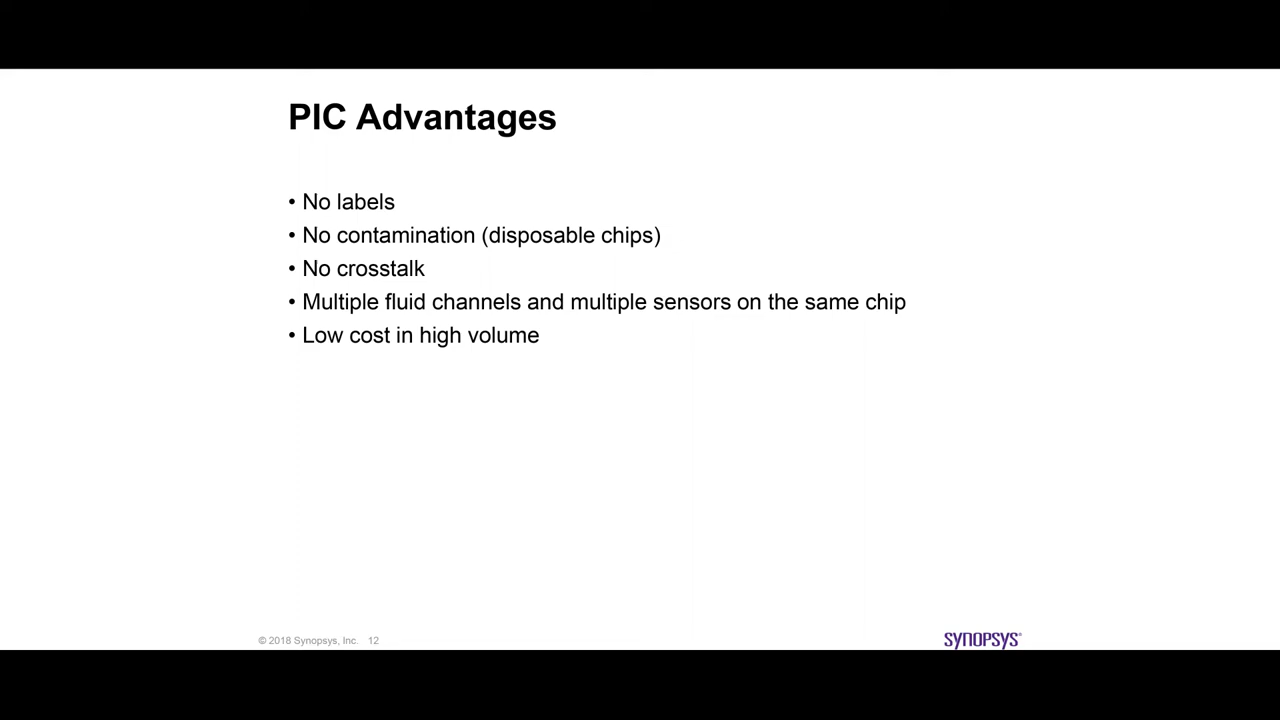 PIC Advantages
• No labels
• No contamination (disposable chips)
• No crosstalk
• Multiple fluid channels and multiple sensors on the same chip
• Low cost in high volume
© 2018 Synopsys, Inc. 12
SYNOPSYS®